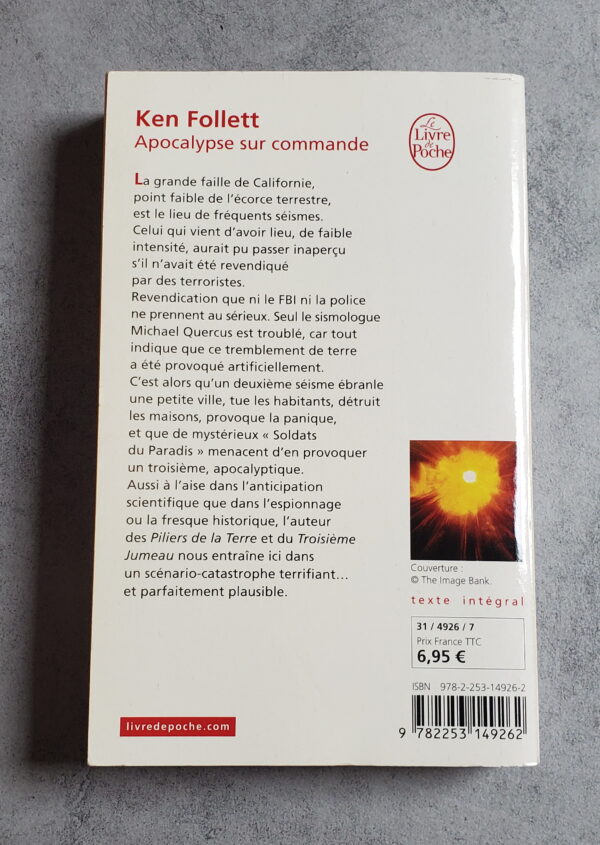 Ken Follett
Apocalypse sur commande
Le
Livre
de
Poche
La grande faille de Californie,
point faible de l'écorce terrestre,
est le lieu de fréquents séismes.
Celui qui vient d'avoir lieu, de faible
intensité, aurait pu passer inaperçu
s'il n'avait été revendiqué
par des terroristes.
Revendication que ni le FBI ni la police
ne prennent au sérieux. Seul le sismologue
Michael Quercus est troublé, car tout
indique que ce tremblement de terre
a été provoqué artificiellement.
C'est alors qu'un deuxième séisme ébranle
une petite ville, tue les habitants, détruit
les maisons, provoque la panique,
et que de mystérieux « Soldats
du Paradis » menacent d'en provoquer
un troisième, apocalyptique.
Aussi à l'aise dans l'anticipation
scientifique que dans l'espionnage
ou la fresque historique, l'auteur
des Piliers de la Terre et du Troisième
Jumeau nous entraîne ici dans
un scénario-catastrophe terrifiant...
et parfaitement plausible.
Couverture :
© The Image Bank.
texte intégral
31 / 4926 / 7
Prix France TTC
6,95 €
ISBN 978-2-253-14926-2
9 782253 149262
livredepoche.com